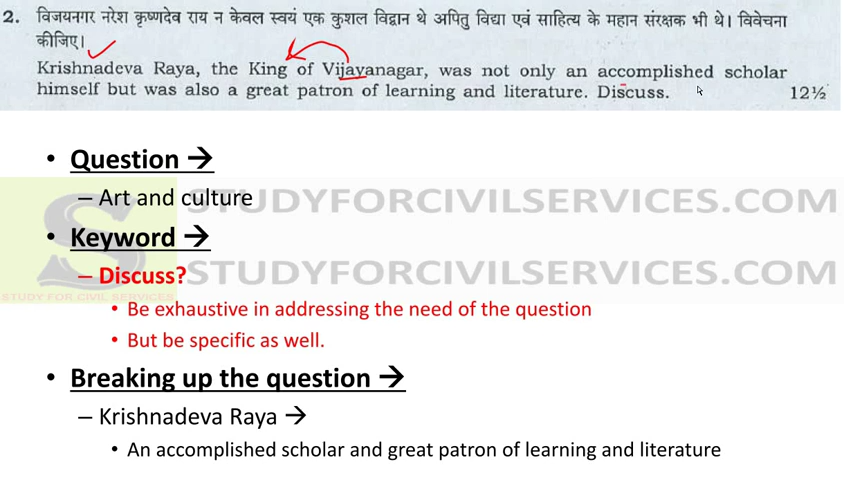 2. विजयनगर नरेश कृष्णदेव राय न केवल स्वयं एक कुशल विद्वान थे अपितु विद्या एवं साहित्य के महान संरक्षक भी थे। विवेचना
कीजिए।
Krishnadeva Raya, the King of Vijayanagar, was not only an accomplished scholar
himself but was also a great patron of learning and literature. Discuss. 12½
• Question →
– Art and culture
STUDYFORCIVILSERVICES.COM
• Keyword →
– Discuss?
STUDYFORCIVILSERVICES.COM
STUDY FOR CIVIL SERVICES
• Be exhaustive in addressing the need of the question
• But be specific as well.
• Breaking up the question →
– Krishnadeva Raya →
• An accomplished scholar and great patron of learning and literature